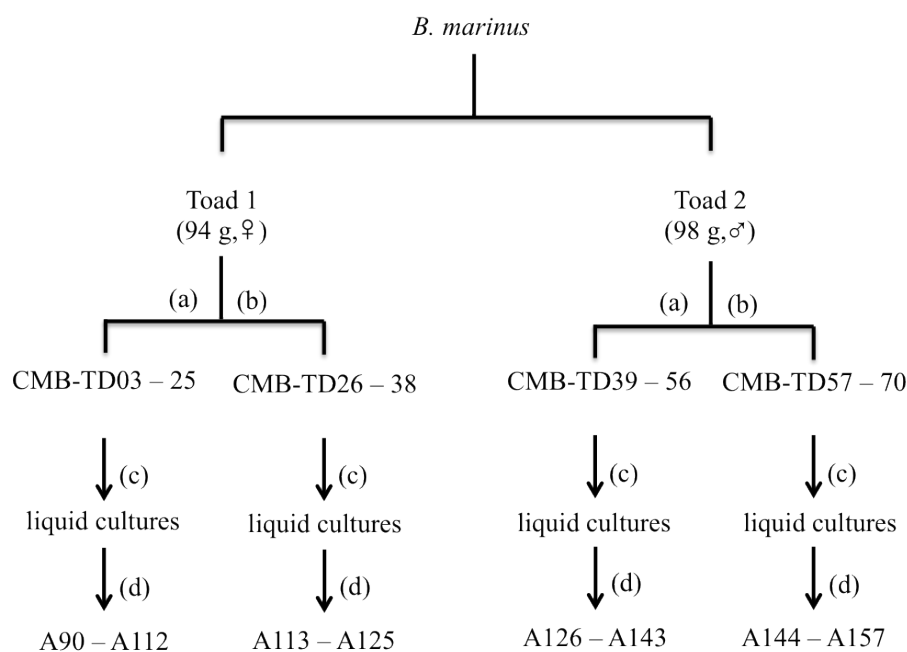 B. marinus
Toad 1
(94 g,♀)
Toad 2
(98 g,♂)
(a)
(b)
(a)
(b)
CMB-TD03 – 25
CMB-TD26 – 38
CMB-TD39 – 56
CMB-TD57 – 70
(c)
(c)
(c)
(c)
liquid cultures
liquid cultures
liquid cultures
liquid cultures
(d)
(d)
(d)
(d)
A90 – A112
A113 – A125
A126 – A143
A144 – A157